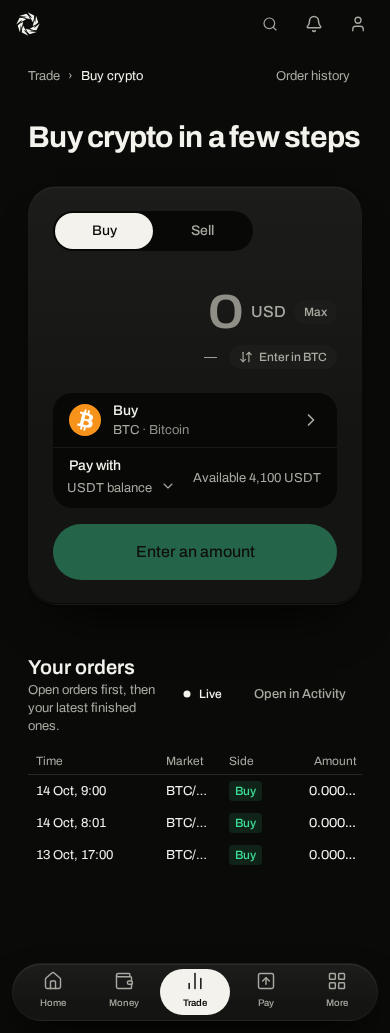 Trade › Buy crypto Order history
Buy crypto in a few steps
Buy Sell
0 USD Max
— Enter in BTC
Buy
BTC · Bitcoin
Pay with
USDT balance Available 4,100 USDT
Enter an amount
Your orders
Open orders first, then
your latest finished
ones.
Live Open in Activity
Time Market Side Amount
14 Oct, 9:00 BTC/... Buy 0.000...
14 Oct, 8:01 BTC/... Buy 0.000...
13 Oct, 17:00 BTC/... Buy 0.000...
Home Money Trade Pay More